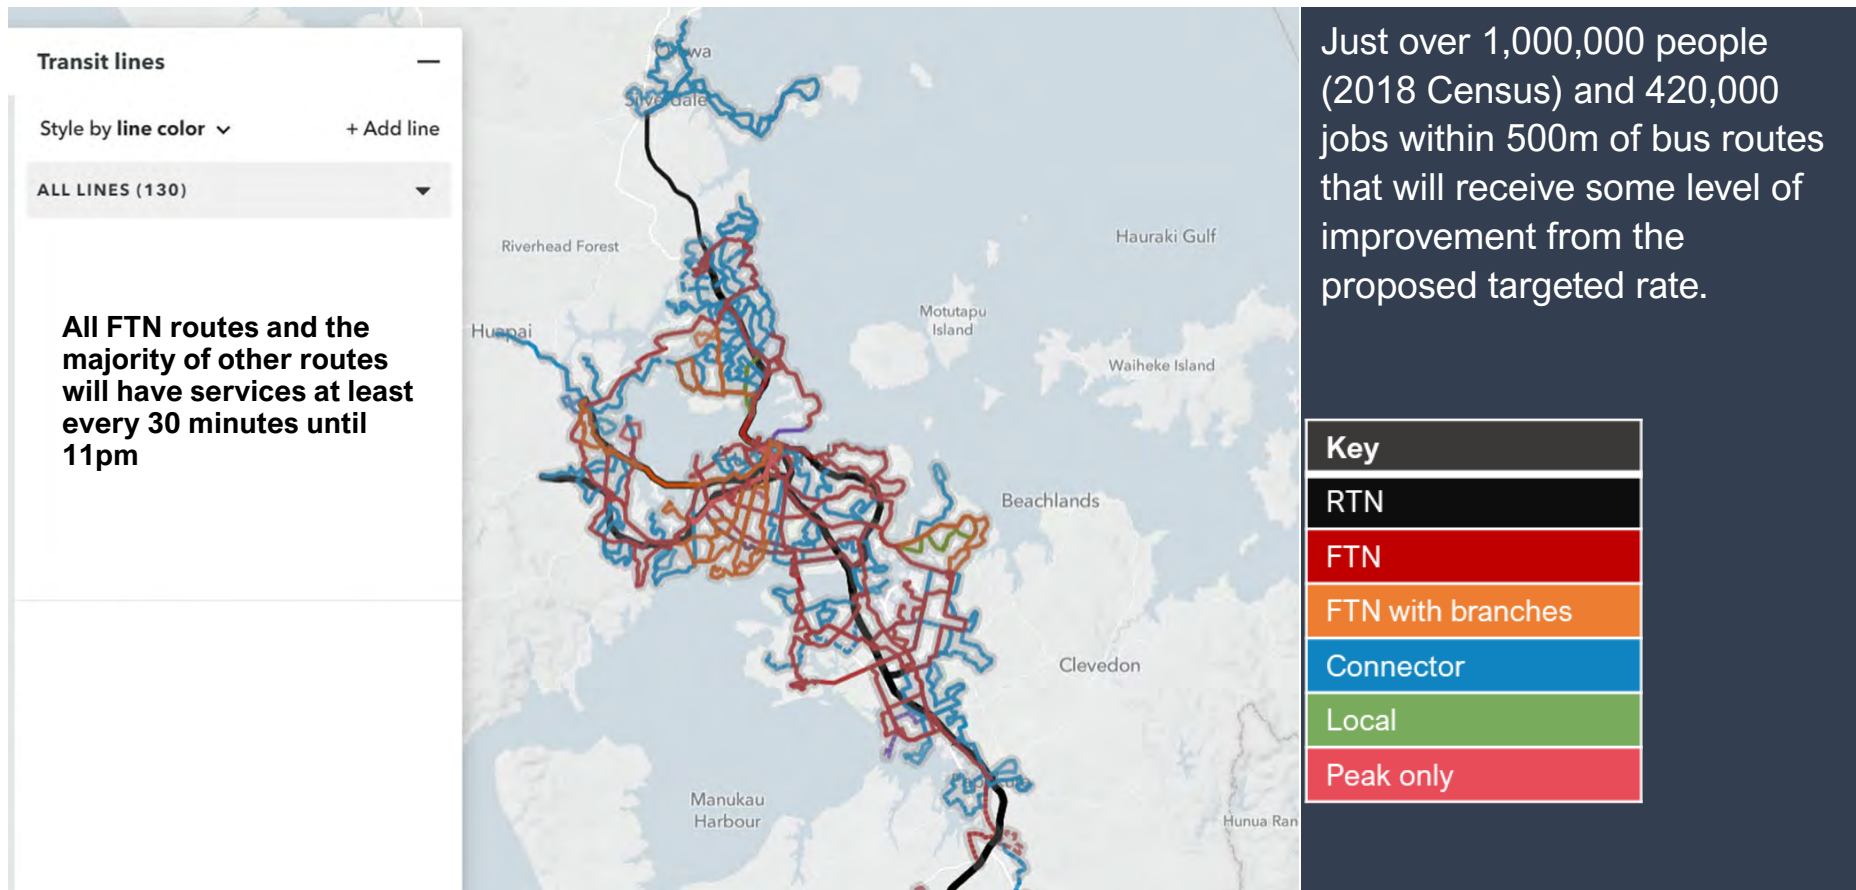 Transit lines
Style by line color
+ Add line
ALL LINES (130)
All FTN routes and the
majority of other routes
will have services at least
every 30 minutes until
11pm
Riverhead Forest
Huapai
Hauraki Gulf
Motutapu
Island
Waiheke Island
Beachlands
Clevedon
Manukau
Harbour
Hunua Ran
Just over 1,000,000 people
(2018 Census) and 420,000
jobs within 500m of bus routes
that will receive some level of
improvement from the
proposed targeted rate.
Key
RTN
FTN
FTN with branches
Connector
Local
Peak only